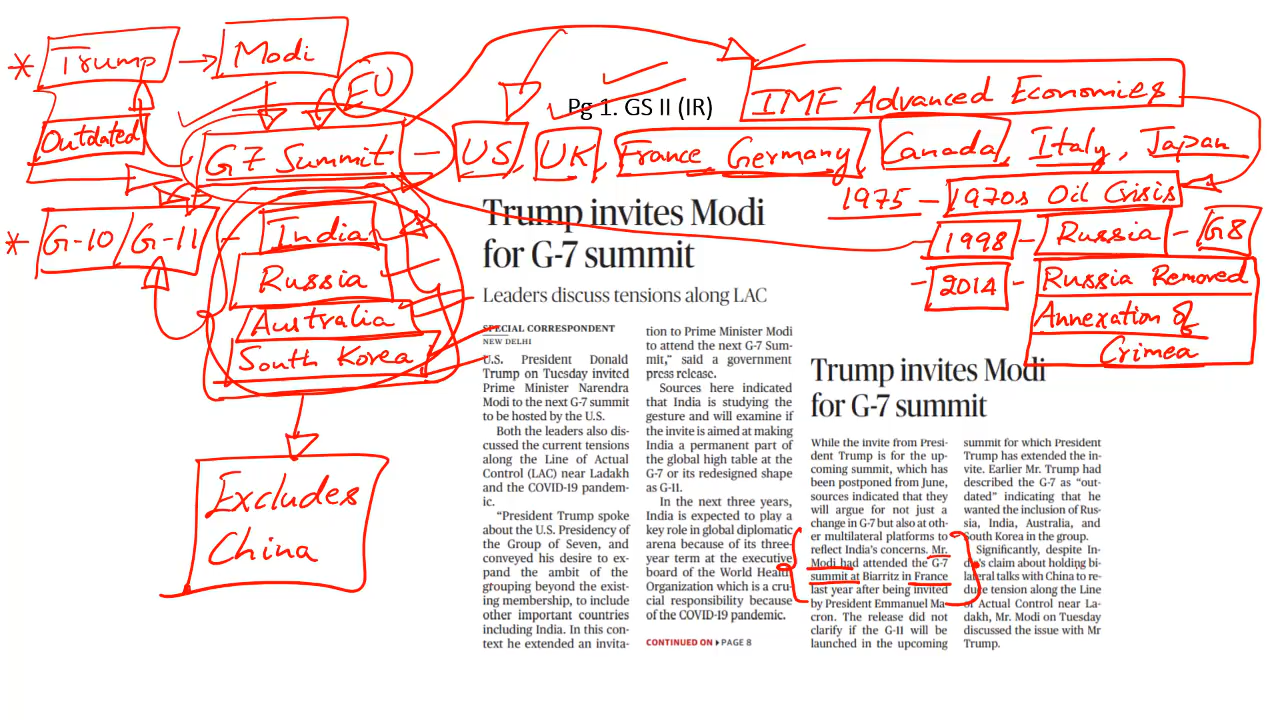 * Trump → Modi
EU
Outdated
G7 Summit - US, UK, France, Germany, Canada, Italy, Japan
Pg 1. GS II (IR)
IMF Advanced Economies
1975 - 1970s Oil Crisis
1998 - Russia - G8
- 2014 - Russia Removed
Annexation of
Crimea
* G-10/G-11 - India
Russia
Australia
South Korea
Excludes
China
Trump invites Modi
for G-7 summit
Leaders discuss tensions along LAC
SPECIAL CORRESPONDENT
NEW DELHI
U.S. President Donald
Trump on Tuesday invited
Prime Minister Narendra
Modi to the next G-7 summit
to be hosted by the U.S.
Both the leaders also dis-
cussed the current tensions
along the Line of Actual
Control (LAC) near Ladakh
and the COVID-19 pandem-
ic.
“President Trump spoke
about the U.S. Presidency of
the Group of Seven, and
conveyed his desire to ex-
pand the ambit of the
grouping beyond the exist-
ing membership, to include
other important countries
including India. In this con-
text he extended an invita-
tion to Prime Minister Modi
to attend the next G-7 Sum-
mit,” said a government
press release.
Sources here indicated
that India is studying the
gesture and will examine if
the invite is aimed at making
India a permanent part of
the global high table at the
G-7 or its redesigned shape
as G-11.
In the next three years,
India is expected to play a
key role in global diplomatic
arena because of its three-
year term at the executive
board of the World Health
Organization which is a cru-
cial responsibility because
of the COVID-19 pandemic.
CONTINUED ON ▸ PAGE 8
Trump invites Modi
for G-7 summit
While the invite from Presi-
dent Trump is for the up-
coming summit, which has
been postponed from June,
sources indicated that they
will argue for not just a
change in G-7 but also at oth-
er multilateral platforms to
reflect India’s concerns. Mr.
Modi had attended the G-7
summit at Biarritz in France
last year after being invited
by President Emmanuel Ma-
cron. The release did not
clarify if the G-11 will be
launched in the upcoming
summit for which President
Trump has extended the in-
vite. Earlier Mr. Trump had
described the G-7 as “out-
dated” indicating that he
wanted the inclusion of Rus-
sia, India, Australia, and
South Korea in the group.
Significantly, despite In-
dia’s claim about holding bi-
lateral talks with China to re-
duce tension along the Line
of Actual Control near La-
dakh, Mr. Modi on Tuesday
discussed the issue with Mr
Trump.